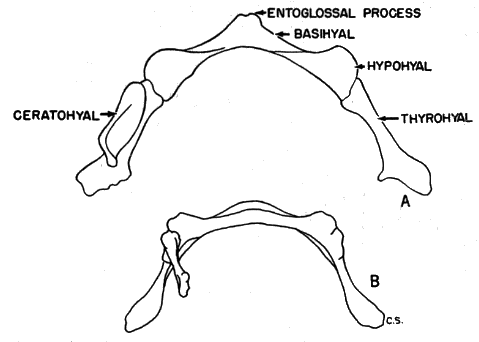 ENTOGLOSSAL PROCESS
BASIHYAL
HYPOHYAL
CERATOHYAL
THYROHYAL
A
B
C.S.